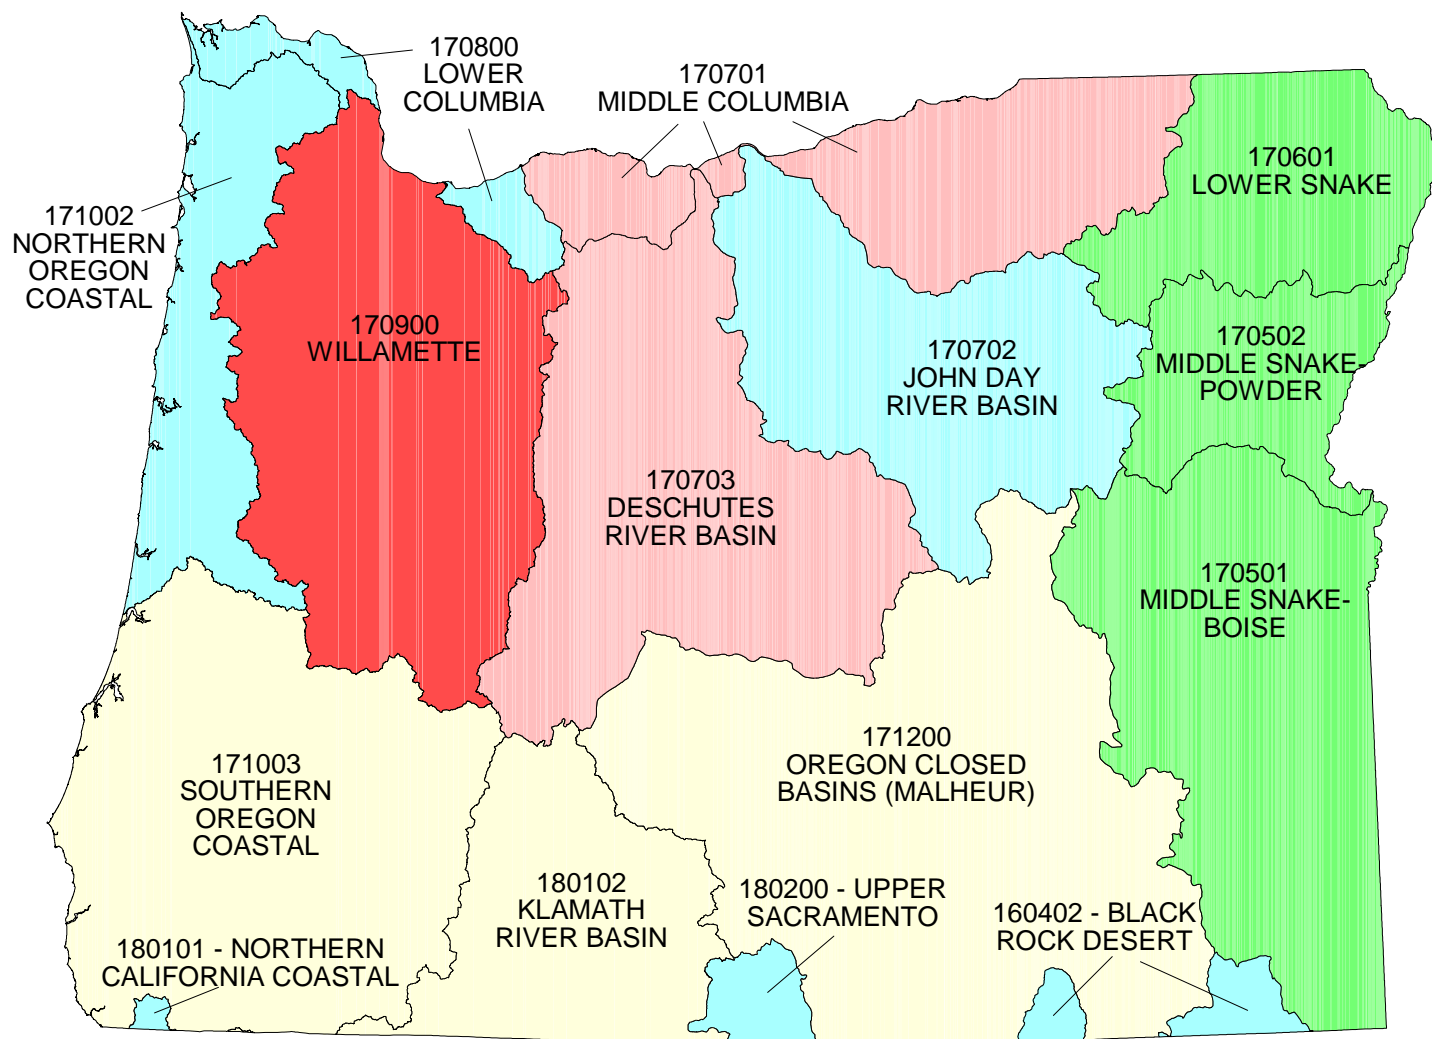 170800
LOWER
COLUMBIA
170701
MIDDLE COLUMBIA
170601
LOWER SNAKE
171002
NORTHERN
OREGON
COASTAL
170900
WILLAMETTE
170702
JOHN DAY
RIVER BASIN
170502
MIDDLE SNAKE-
POWDER
170703
DESCHUTES
RIVER BASIN
170501
MIDDLE SNAKE-
BOISE
171003
SOUTHERN
OREGON
COASTAL
171200
OREGON CLOSED
BASINS (MALHEUR)
180102
KLAMATH
RIVER BASIN
180200 - UPPER
SACRAMENTO
160402 - BLACK
ROCK DESERT
180101 - NORTHERN
CALIFORNIA COASTAL